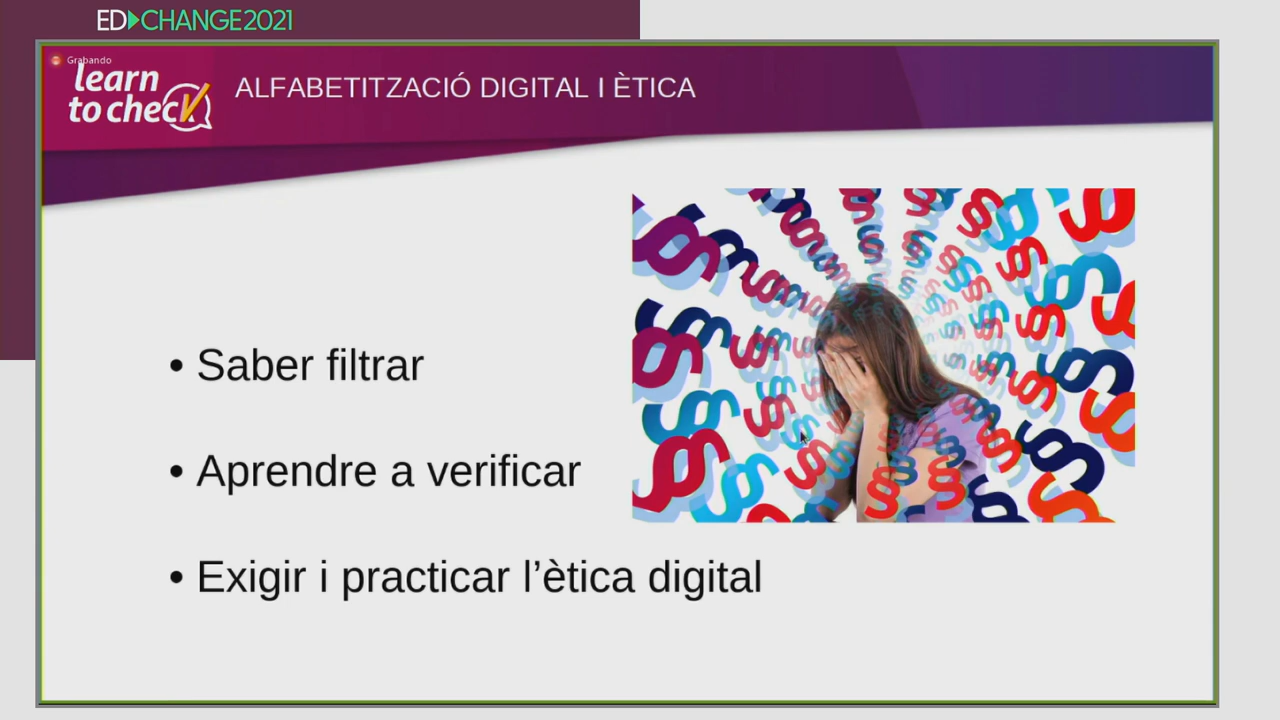 ED CHANGE2021
Grabando
learn
to check
ALFABETITZACIÓ DIGITAL I ÈTICA
• Saber filtrar
• Aprendre a verificar
• Exigir i practicar l’ètica digital